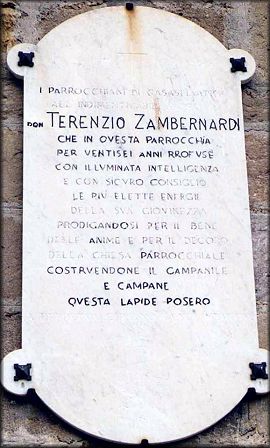 I PARROCCHIANI DI CASASELVATICA
ALL'INDIMENTICABILE
DON TERENZIO ZAMBERNARDI
CHE IN QVESTA PARROCCHIA
PER VENTISEI ANNI PROFVSE
CON ILLVMINATA INTELLIGENZA
E CON SICVRO CONSIGLIO
LE PIV ELETTE ENERGIE
DELLA SVA GIOVINEZZA
PRODIGANDOSI PER IL BENE
DELLE ANIME E PER IL DECORO
DELLA CHIESA PARROCCHIALE
COSTRVENDONE IL CAMPANILE
E CAMPANE
QVESTA LAPIDE POSERO